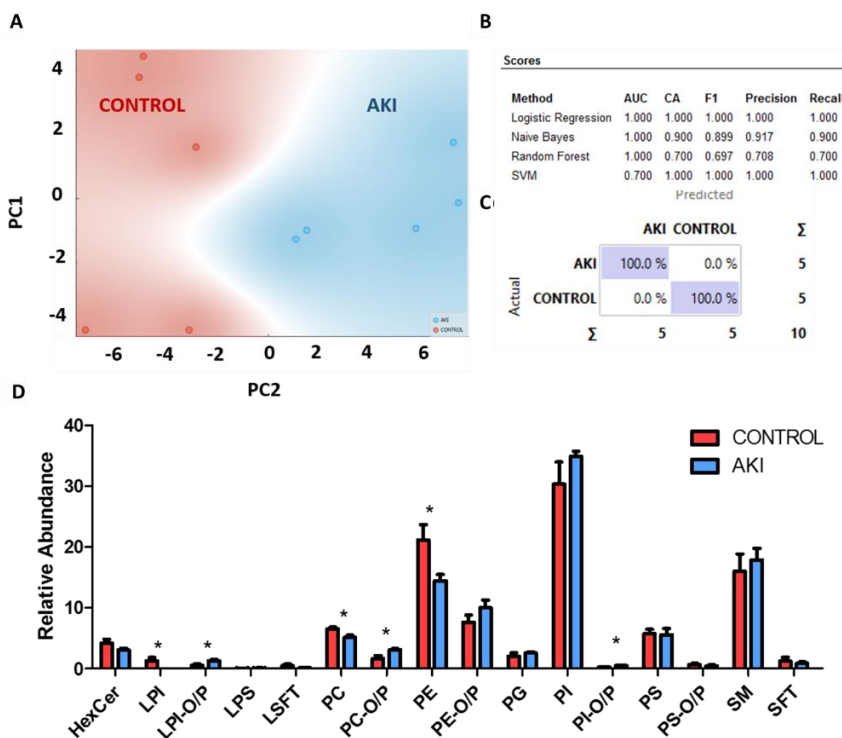 A
CONTROL
AKI
4
2
0
-2
-4
PC1
-6
-4
-2
0
2
4
6
PC2
AKI
CONTROL
B
Scores
Method AUC CA F1 Precision Recall
Logistic Regression 1.000 1.000 1.000 1.000 1.000
Naive Bayes 1.000 0.900 0.899 0.917 0.900
Random Forest 1.000 0.700 0.697 0.708 0.700
SVM 0.700 1.000 1.000 1.000 1.000
C
Predicted
AKI CONTROL Σ
Actual
AKI 100.0 % 0.0 % 5
CONTROL 0.0 % 100.0 % 5
Σ 5 5 10
D
Relative Abundance
40
30
20
10
0
CONTROL
AKI
*
*
*
*
*
*
HexCer
LPI
LPI-O/P
LPS
LSFT
PC
PC-O/P
PE
PE-O/P
PG
PI
PI-O/P
PS
PS-O/P
SM
SFT